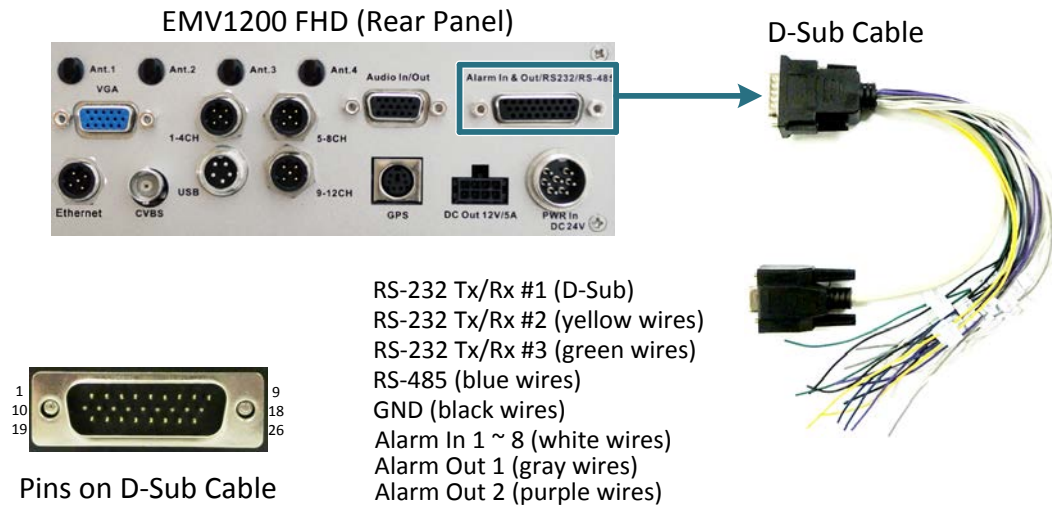 EMV1200 FHD (Rear Panel)
D-Sub Cable
Ant.1 Ant.2 Ant.3 Ant.4 Audio In/Out Alarm In & Out/RS232/RS-485
VGA
1-4CH 5-8CH
USB 9-12CH
Ethernet CVBS GPS DC Out 12V/5A PWR In
DC 24V
RS-232 Tx/Rx #1 (D-Sub)
RS-232 Tx/Rx #2 (yellow wires)
RS-232 Tx/Rx #3 (green wires)
RS-485 (blue wires)
GND (black wires)
Alarm In 1 ~ 8 (white wires)
Alarm Out 1 (gray wires)
Alarm Out 2 (purple wires)
1 9
10 18
19 26
Pins on D-Sub Cable